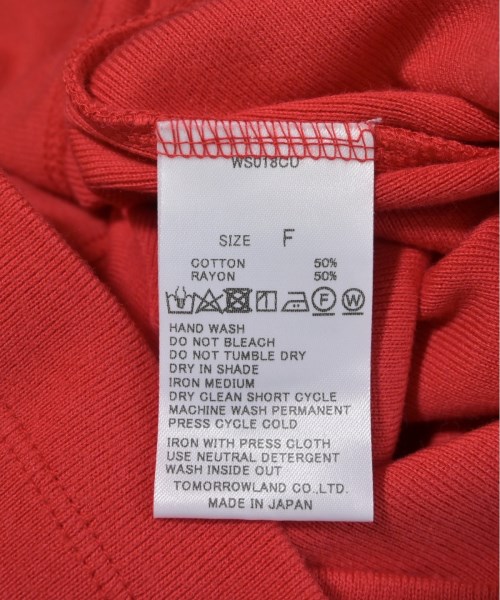 WS018CU
SIZE F
COTTON 50%
RAYON 50%
F W
HAND WASH
DO NOT BLEACH
DO NOT TUMBLE DRY
DRY IN SHADE
IRON MEDIUM
DRY CLEAN SHORT CYCLE
MACHINE WASH PERMANENT
PRESS CYCLE COLD
IRON WITH PRESS CLOTH
USE NEUTRAL DETERGENT
WASH INSIDE OUT
TOMORROWLAND CO.,LTD.
MADE IN JAPAN